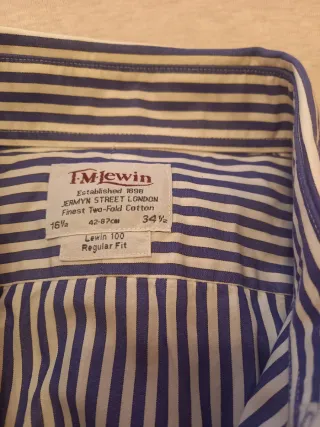 T·M·Lewin
Established 1898
JERMYN STREET LONDON
Finest Two-Fold Cotton
16½ 42-87cm 34½
Lewin 100
Regular Fit